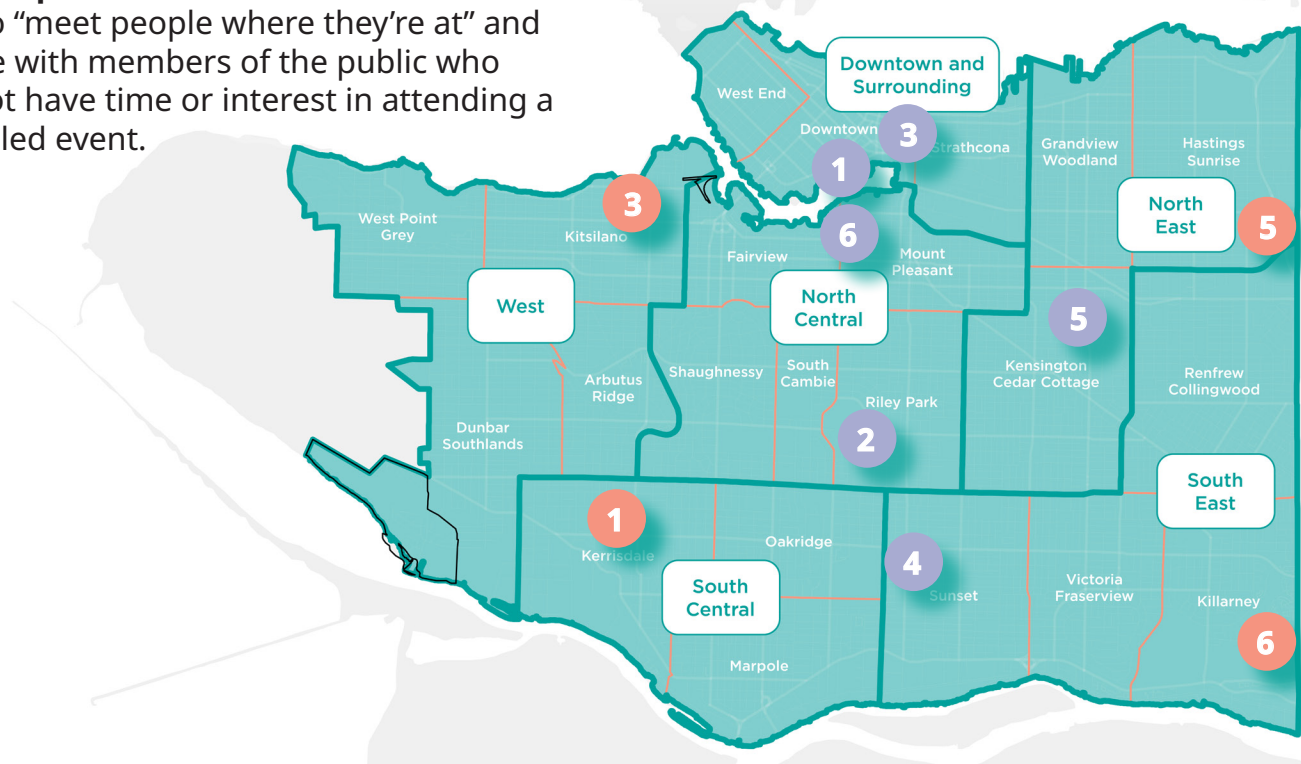 “meet people where they’re at” and
with members of the public who
have time or interest in attending a
event.
Downtown and
Surrounding
West End
Downtown
3
Strathcona
1
Grandview
Woodland
Hastings
Sunrise
North
East
5
3
West Point
Grey
Kitsilano
6
Fairview
Mount
Pleasant
West
North
Central
5
Shaughnessy
South
Cambie
Kensington
Cedar Cottage
Renfrew
Collingwood
Arbutus
Ridge
Riley Park
2
Dunbar
Southlands
South
East
1
Kerrisdale
Oakridge
4
Sunset
South
Central
Victoria
Fraserview
Killarney
6
Marpole